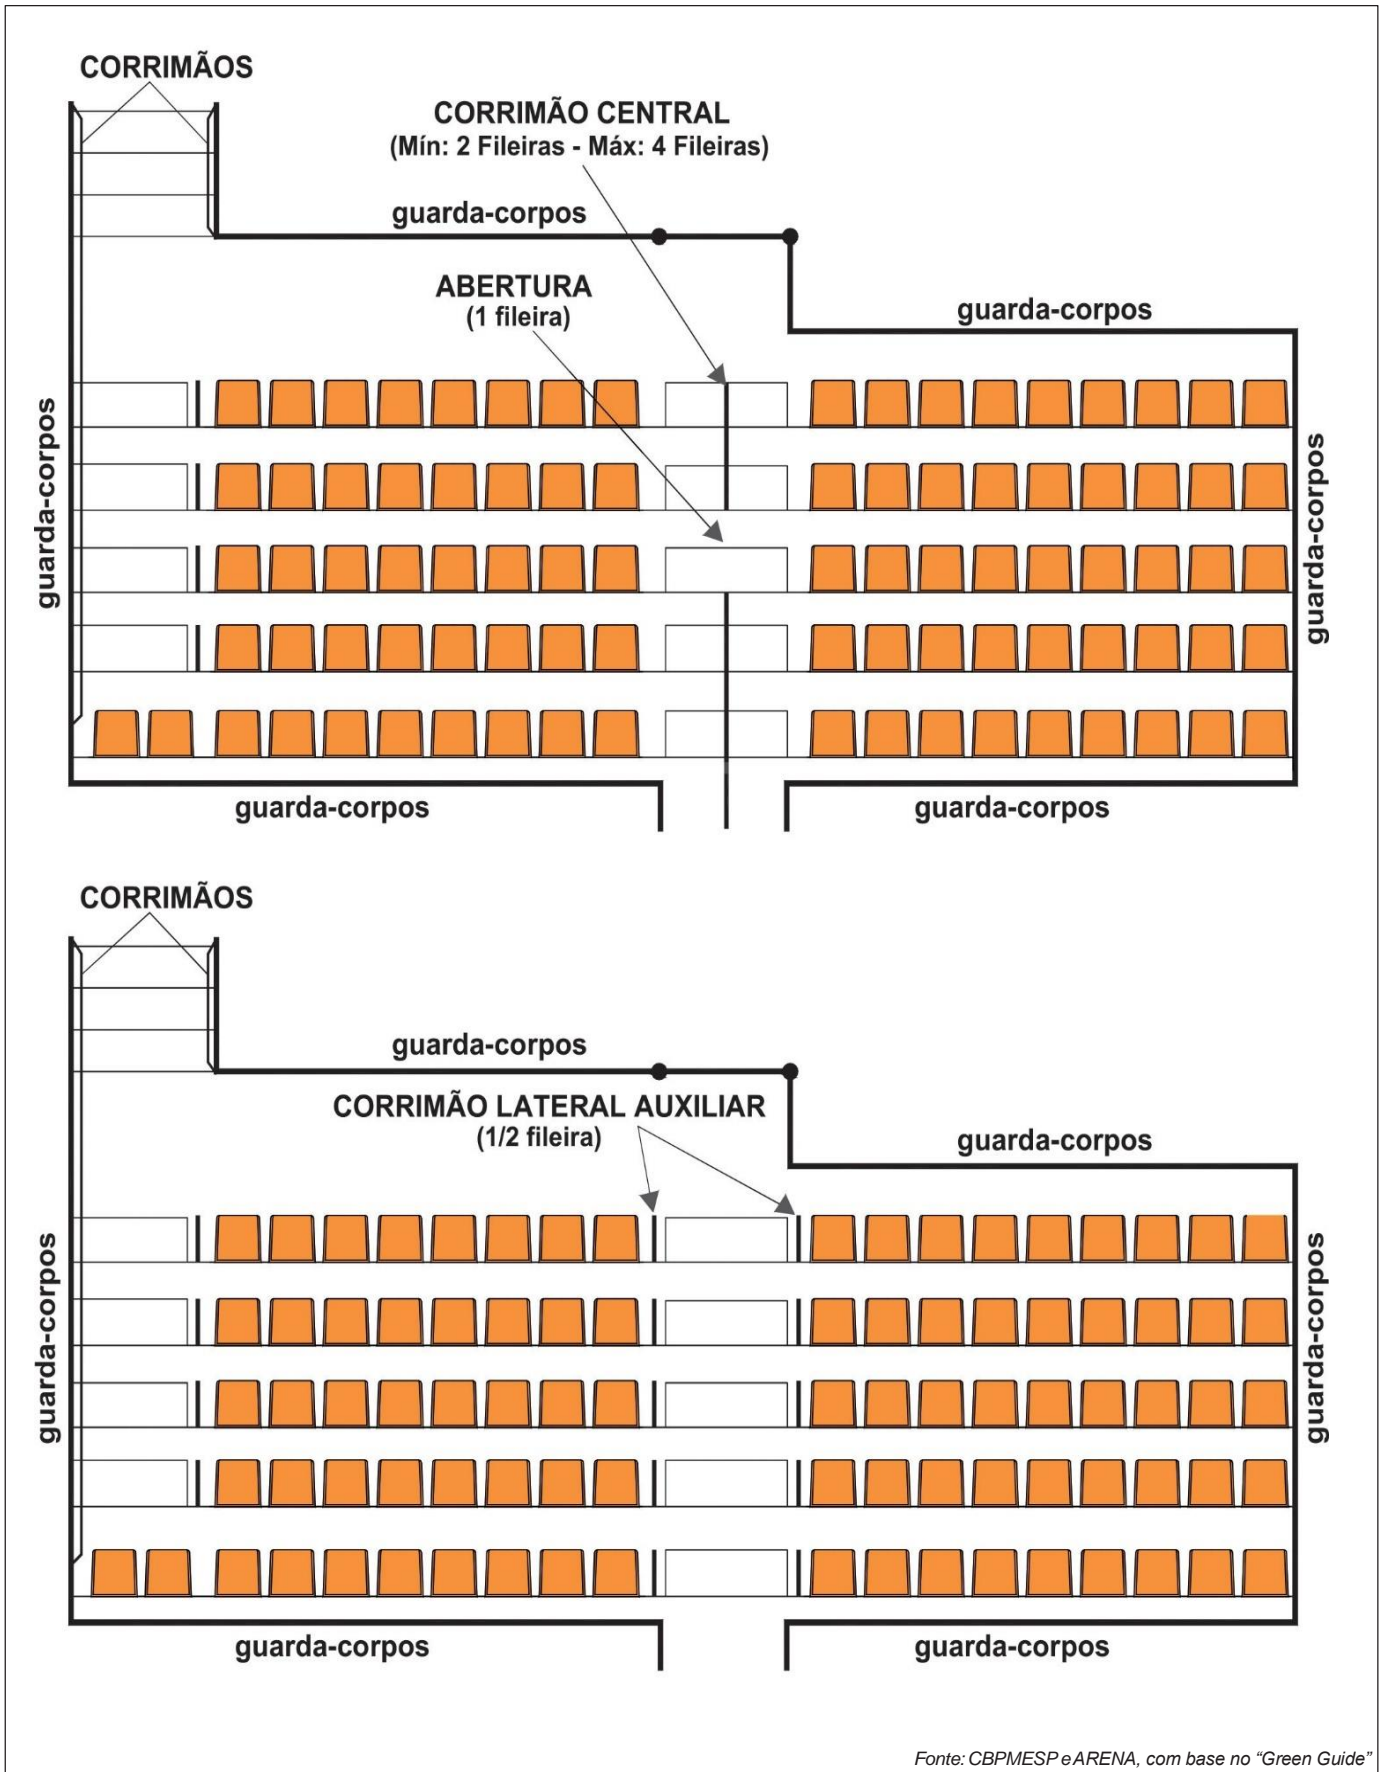 CORRIMÃOS
CORRIMÃO CENTRAL
(Mín: 2 Fileiras - Máx: 4 Fileiras)
guarda-corpos
ABERTURA
(1 fileira)
guarda-corpos
guarda-corpos
guarda-corpos
guarda-corpos
guarda-corpos
CORRIMÃOS
guarda-corpos
CORRIMÃO LATERAL AUXILIAR
(1/2 fileira)
guarda-corpos
guarda-corpos
guarda-corpos
guarda-corpos
guarda-corpos
Fonte: CBPMESP e ARENA, com base no “Green Guide”